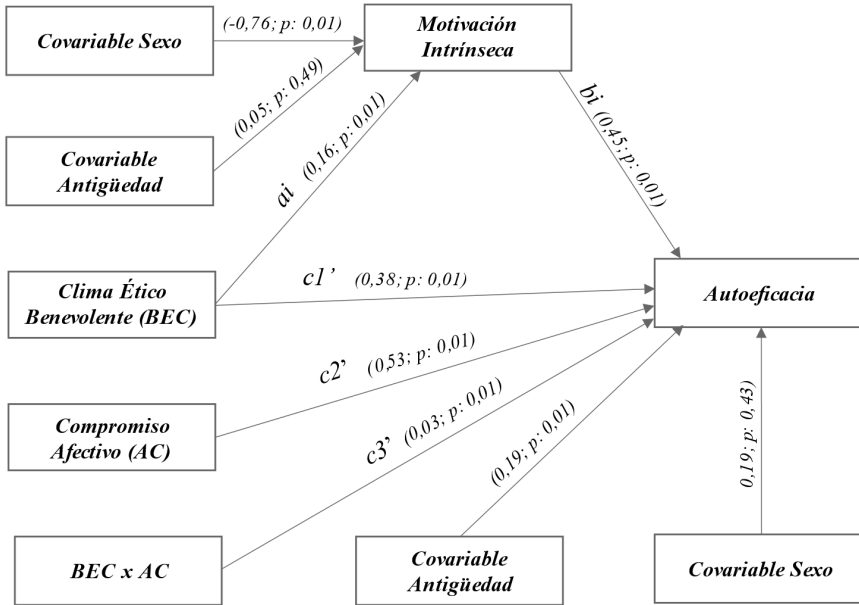 Covariable Sexo
(-0,76; p: 0,01)
Motivación
Intrínseca
(0,05; p: 0,49)
Covariable
Antigüedad
ai (0,16; p: 0,01)
bi (0,45; p: 0,01)
Clima Ético
Benevolente (BEC)
c1’ (0,38; p: 0,01)
Autoeficacia
c2’ (0,53; p: 0,01)
Compromiso
Afectivo (AC)
c3’ (0,03; p: 0,01)
(0,19; p: 0,01)
0,19; p: 0,43)
BEC x AC
Covariable
Antigüedad
Covariable Sexo